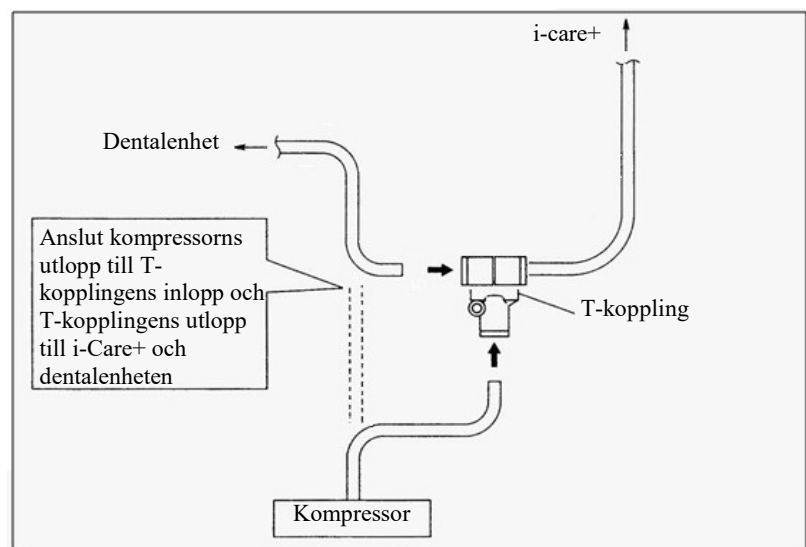 i-care+
Dentalenhet
Anslut kompressorns
utlopp till T-
kopplingens inlopp och
T-kopplingens utlopp
till i-Care+ och
dentalenheten
T-koppling
Kompressor